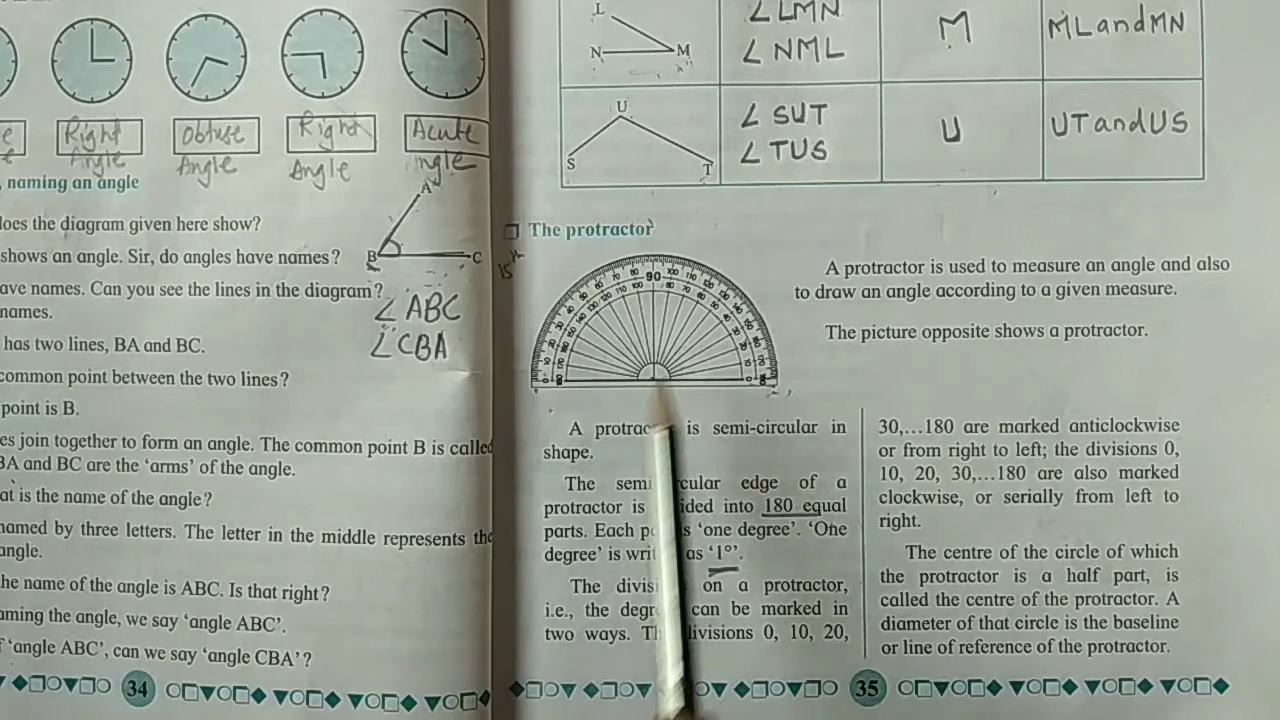 Right
Angle
Obtuse
Angle
Right
Angle
Acute
ngle
, naming an angle
A
B
C
loes the diagram given here show?
shows an angle. Sir, do angles have names?
ave names. Can you see the lines in the diagram?
names.
∠ABC
∠CBA
has two lines, BA and BC.
common point between the two lines?
point is B.
es join together to form an angle. The common point B is called
BA and BC are the 'arms' of the angle.
at is the name of the angle?
named by three letters. The letter in the middle represents the
angle.
he name of the angle is ABC. Is that right?
aming the angle, we say 'angle ABC'.
f 'angle ABC', can we say 'angle CBA'?
34
L
N
M
∠LMN
∠NML
M
MLandMN
U
S
T
∠SUT
∠TUS
U
UTandUS
The protractor
90
A protractor is used to measure an angle and also
to draw an angle according to a given measure.
The picture opposite shows a protractor.
A protrac is semi-circular in
shape.
The semi cular edge of a
protractor is ided into 180 equal
parts. Each p s 'one degree'. 'One
degree' is wri as '1°'.
The divis on a protractor,
i.e., the degr can be marked in
two ways. T divisions 0, 10, 20,
30,...180 are marked anticlockwise
or from right to left; the divisions 0,
10, 20, 30,...180 are also marked
clockwise, or serially from left to
right.
The centre of the circle of which
the protractor is a half part, is
called the centre of the protractor. A
diameter of that circle is the baseline
or line of reference of the protractor.
35